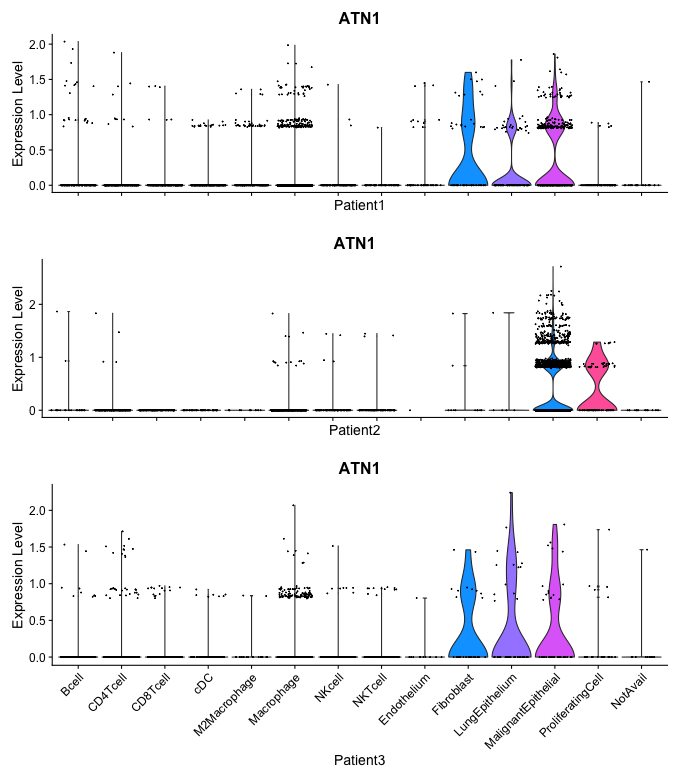 ATN1
Expression Level
2.0
1.5
1.0
0.5
0.0
Patient1
ATN1
Expression Level
2
1
0
Patient2
ATN1
Expression Level
2.0
1.5
1.0
0.5
0.0
Bcell
CD4Tcell
CD8Tcell
cDC
M2Macrophage
Macrophage
NKcell
NKTcell
Endothelium
Fibroblast
LungEpithelium
MalignantEpithelial
ProliferatingCell
NotAvail
Patient3